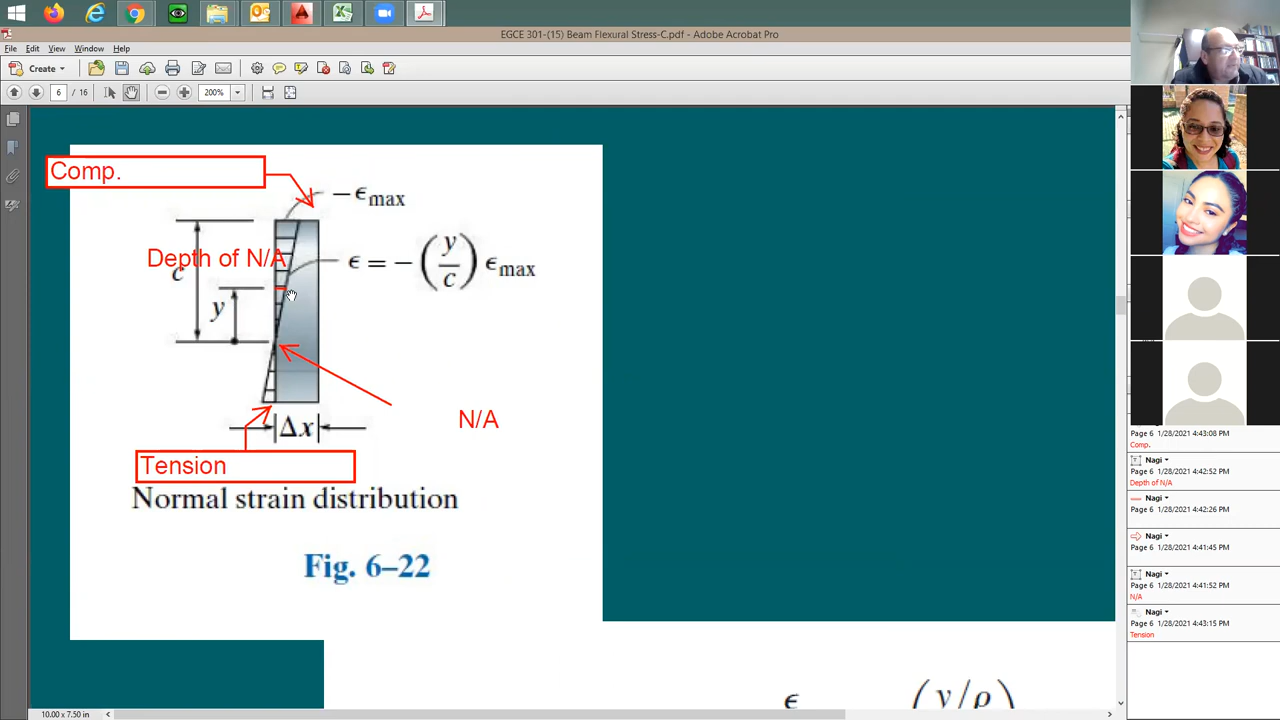 EGCE 301-(15) Beam Flexural Stress-C.pdf - Adobe Acrobat Pro
File Edit View Window Help
Create
6 / 16
200%
Comp.
−ϵmax
Depth of N/A
c
ϵ = −(y/c) ϵmax
y
N/A
Δx
Tension
Normal strain distribution
Fig. 6–22
ϵ (y/ρ)
10.00 x 7.50 in
Page 6 1/28/2021 4:43:08 PM
Comp.
Nagi
Page 6 1/28/2021 4:42:52 PM
Depth of N/A
Nagi
Page 6 1/28/2021 4:42:26 PM
Nagi
Page 6 1/28/2021 4:41:45 PM
Nagi
Page 6 1/28/2021 4:41:52 PM
N/A
Nagi
Page 6 1/28/2021 4:43:15 PM
Tension